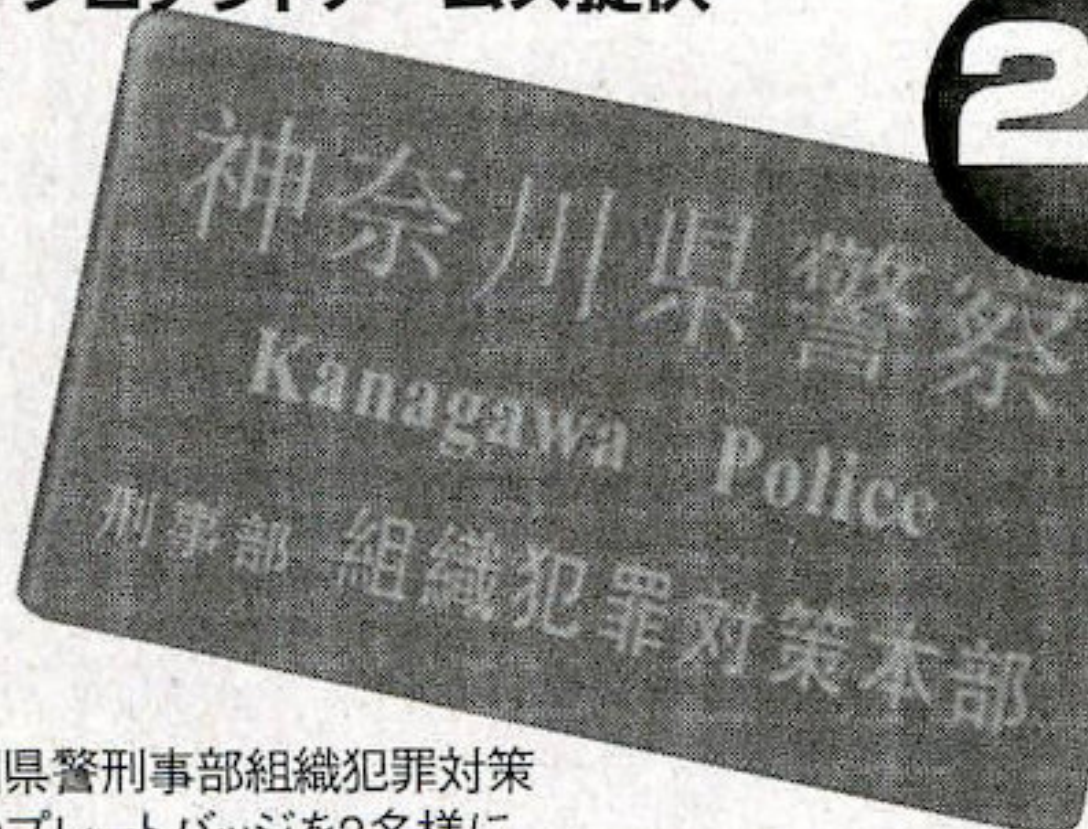 提供
2
神奈川県警察
Kanagawa Police
刑事部 組織犯罪対策本部
県警刑事部組織犯罪対策
プレートバッジを2名様に